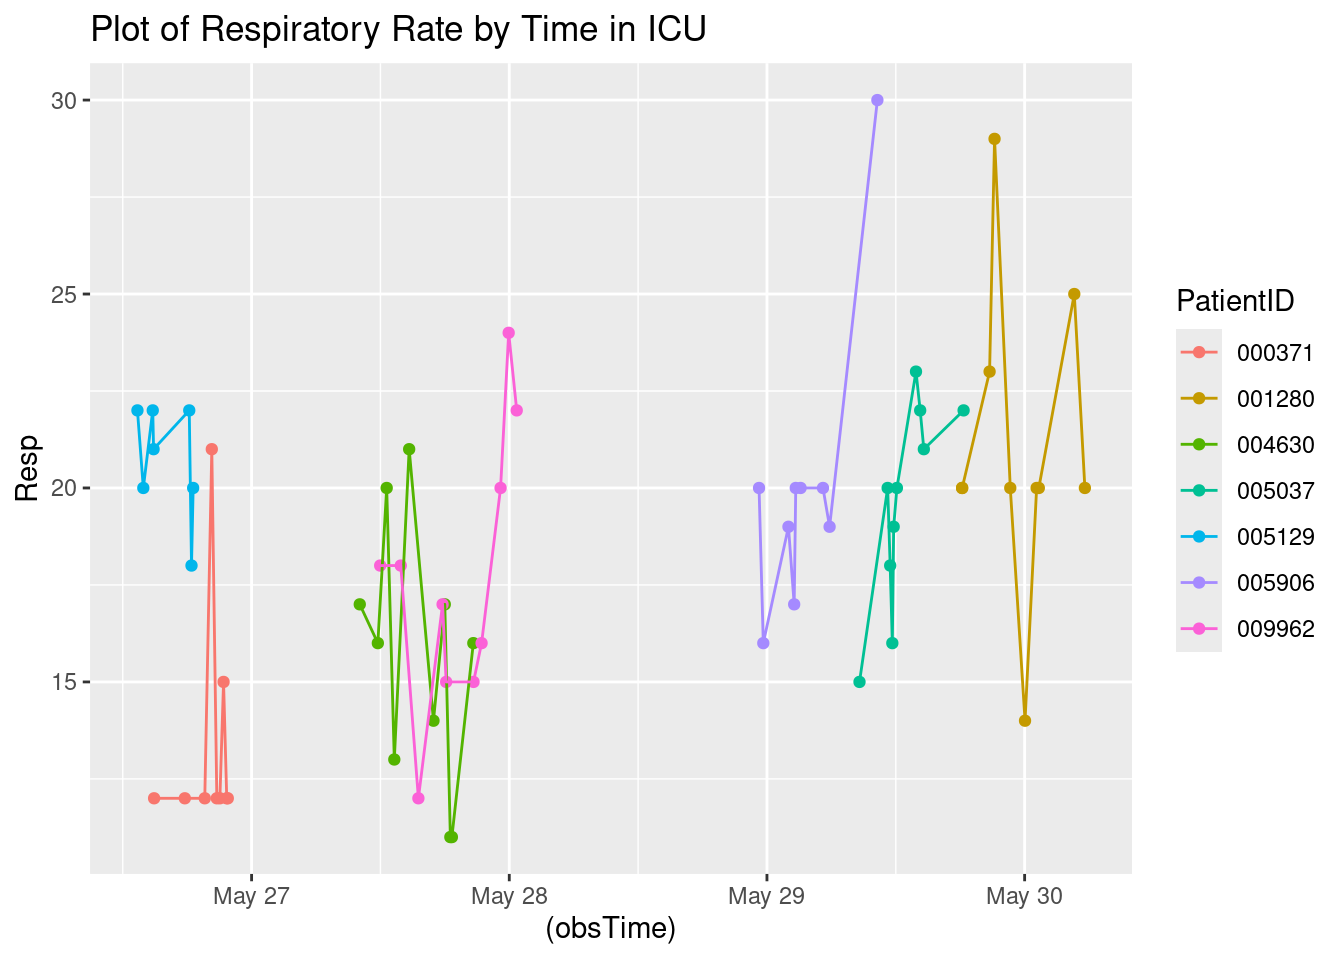 Plot of Respiratory Rate by Time in ICU
30
25
20
15
Resp
May 27
May 28
May 29
May 30
(obsTime)
PatientID
000371
001280
004630
005037
005129
005906
009962